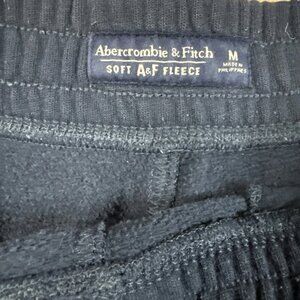 Abercrombie & Fitch M
SOFT A&F FLEECE
MADE IN
PHILIPPINES